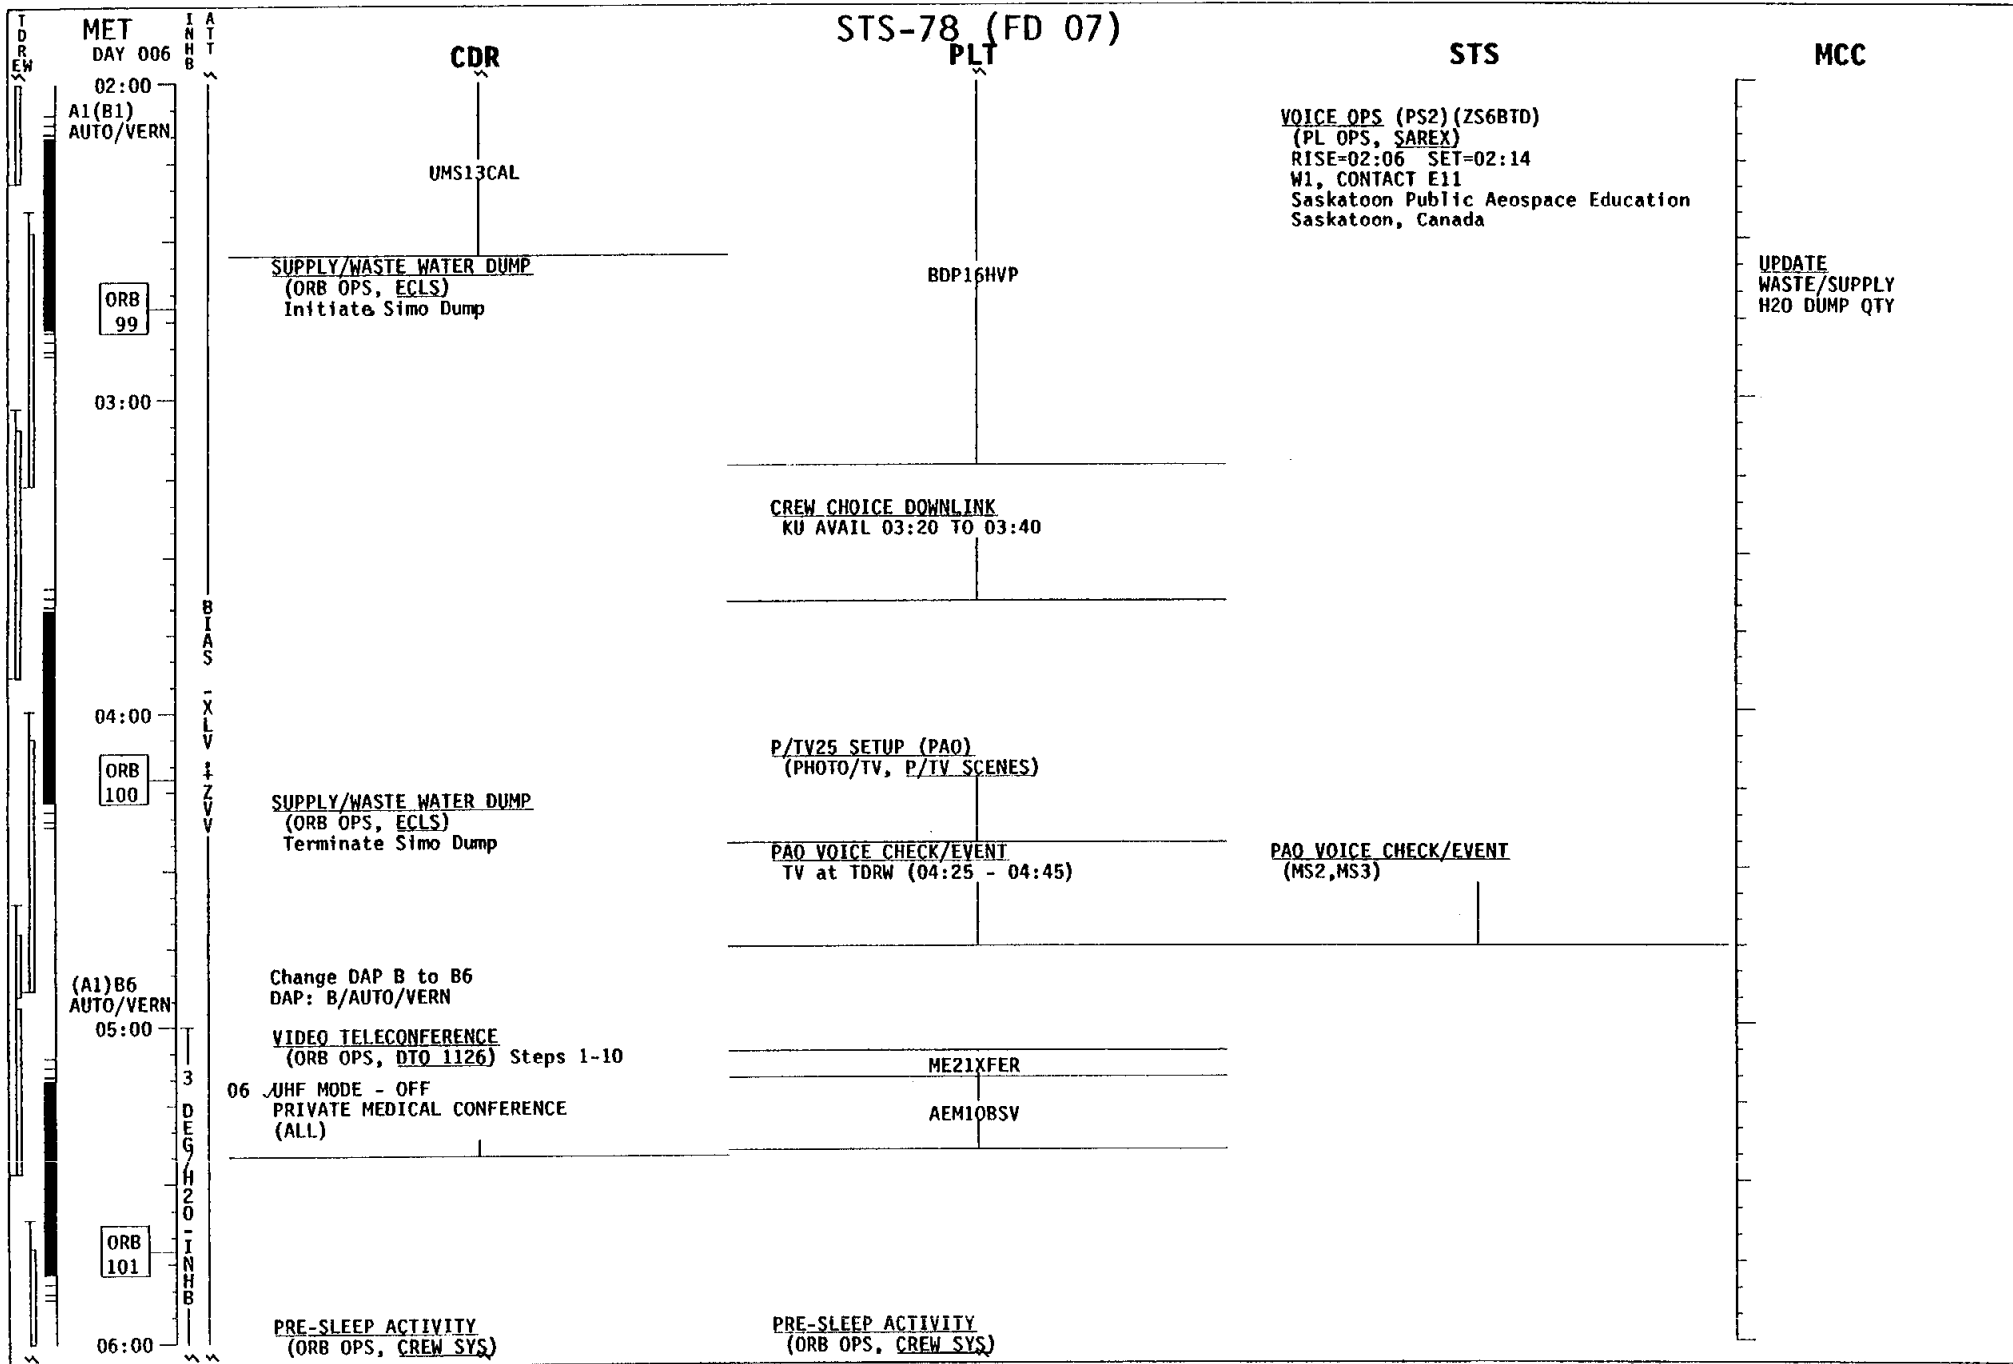 STS-78 (FD 07)
TDREW
MET
DAY 006
INHB
ATT
CDR
PLT
STS
MCC
02:00
A1(B1)
AUTO/VERN
UMS13CAL
VOICE OPS (PS2)(ZS6BTD)
(PL OPS, SAREX)
RISE=02:06 SET=02:14
W1, CONTACT E11
Saskatoon Public Aeospace Education
Saskatoon, Canada
SUPPLY/WASTE WATER DUMP
(ORB OPS, ECLS)
Initiate Simo Dump
BDP16HVP
UPDATE
WASTE/SUPPLY
H2O DUMP QTY
ORB
99
03:00
CREW CHOICE DOWNLINK
KU AVAIL 03:20 TO 03:40
BIAS -XLV +ZVV
04:00
P/TV25 SETUP (PAO)
(PHOTO/TV, P/TV SCENES)
ORB
100
SUPPLY/WASTE WATER DUMP
(ORB OPS, ECLS)
Terminate Simo Dump
PAO VOICE CHECK/EVENT
TV at TDRW (04:25 - 04:45)
PAO VOICE CHECK/EVENT
(MS2,MS3)
(A1)B6
AUTO/VERN
Change DAP B to B6
DAP: B/AUTO/VERN
05:00
VIDEO TELECONFERENCE
(ORB OPS, DTO 1126) Steps 1-10
ME21XFER
06 ✓UHF MODE - OFF
PRIVATE MEDICAL CONFERENCE
(ALL)
AEM10BSV
3 DEG/H2O-INHB
ORB
101
06:00
PRE-SLEEP ACTIVITY
(ORB OPS, CREW SYS)
PRE-SLEEP ACTIVITY
(ORB OPS, CREW SYS)